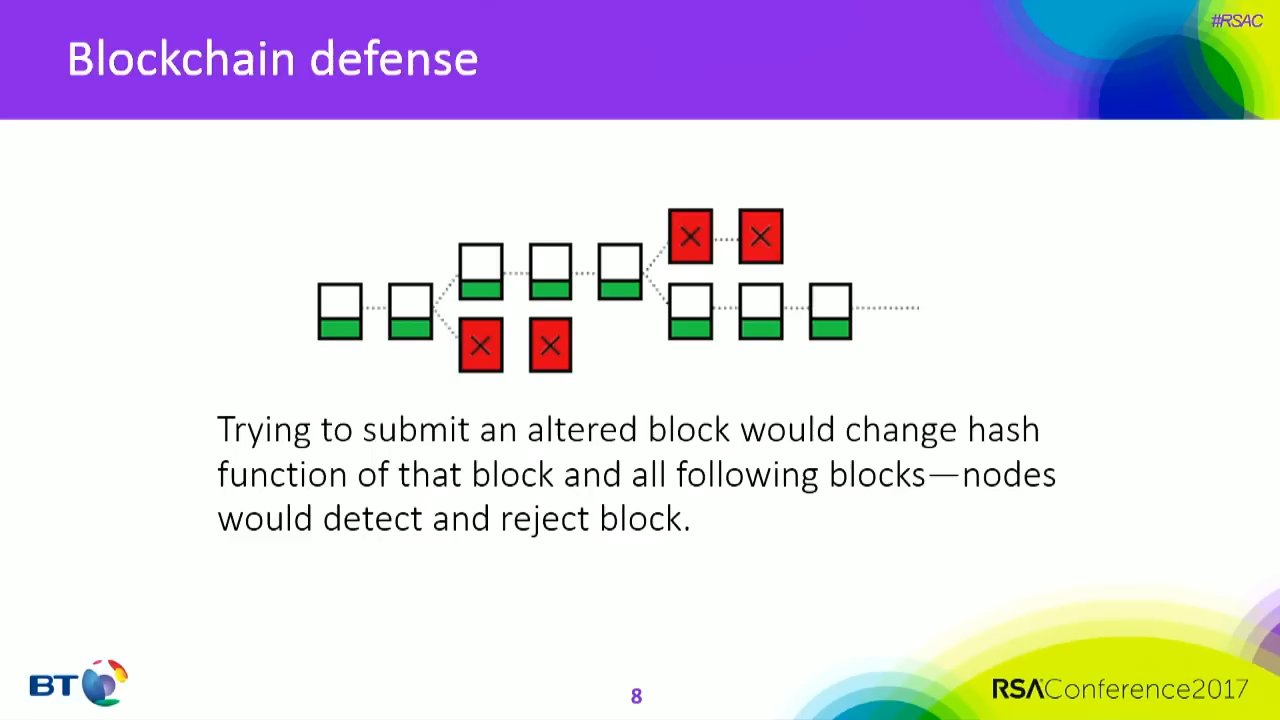 #RSAC
Blockchain defense
Trying to submit an altered block would change hash
function of that block and all following blocks—nodes
would detect and reject block.
BT
8
RSAConference2017